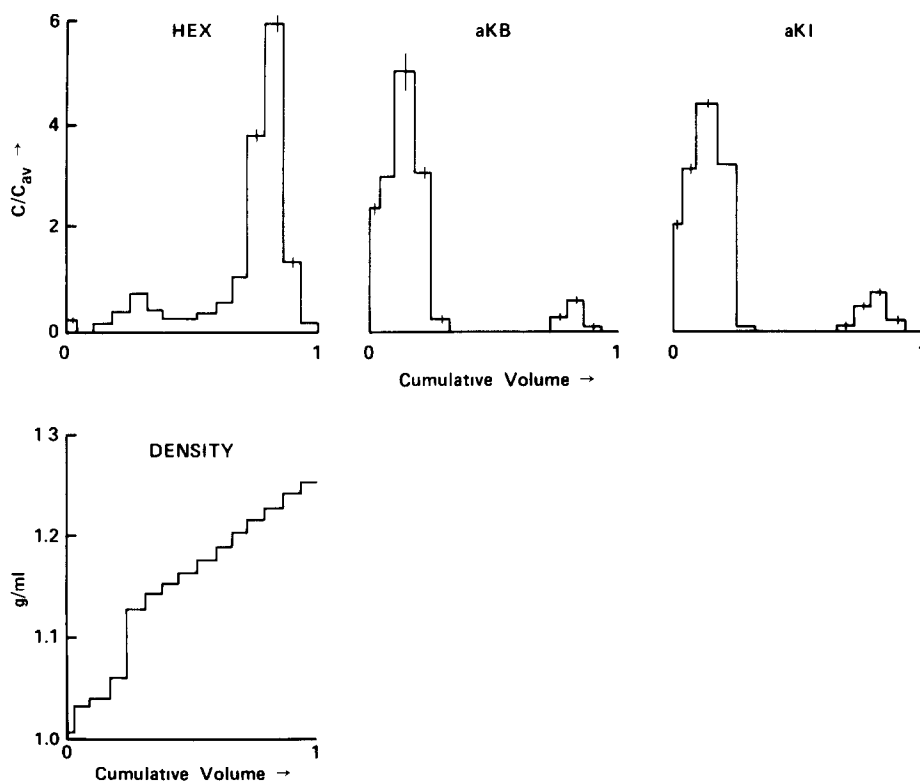 HEX
aKB
aKI
6
4
2
0
C/Cav →
0 1
0 1
0 1
Cumulative Volume →
DENSITY
1 3
1.2
1.1
1.0
g/ml
0 1
Cumulative Volume →